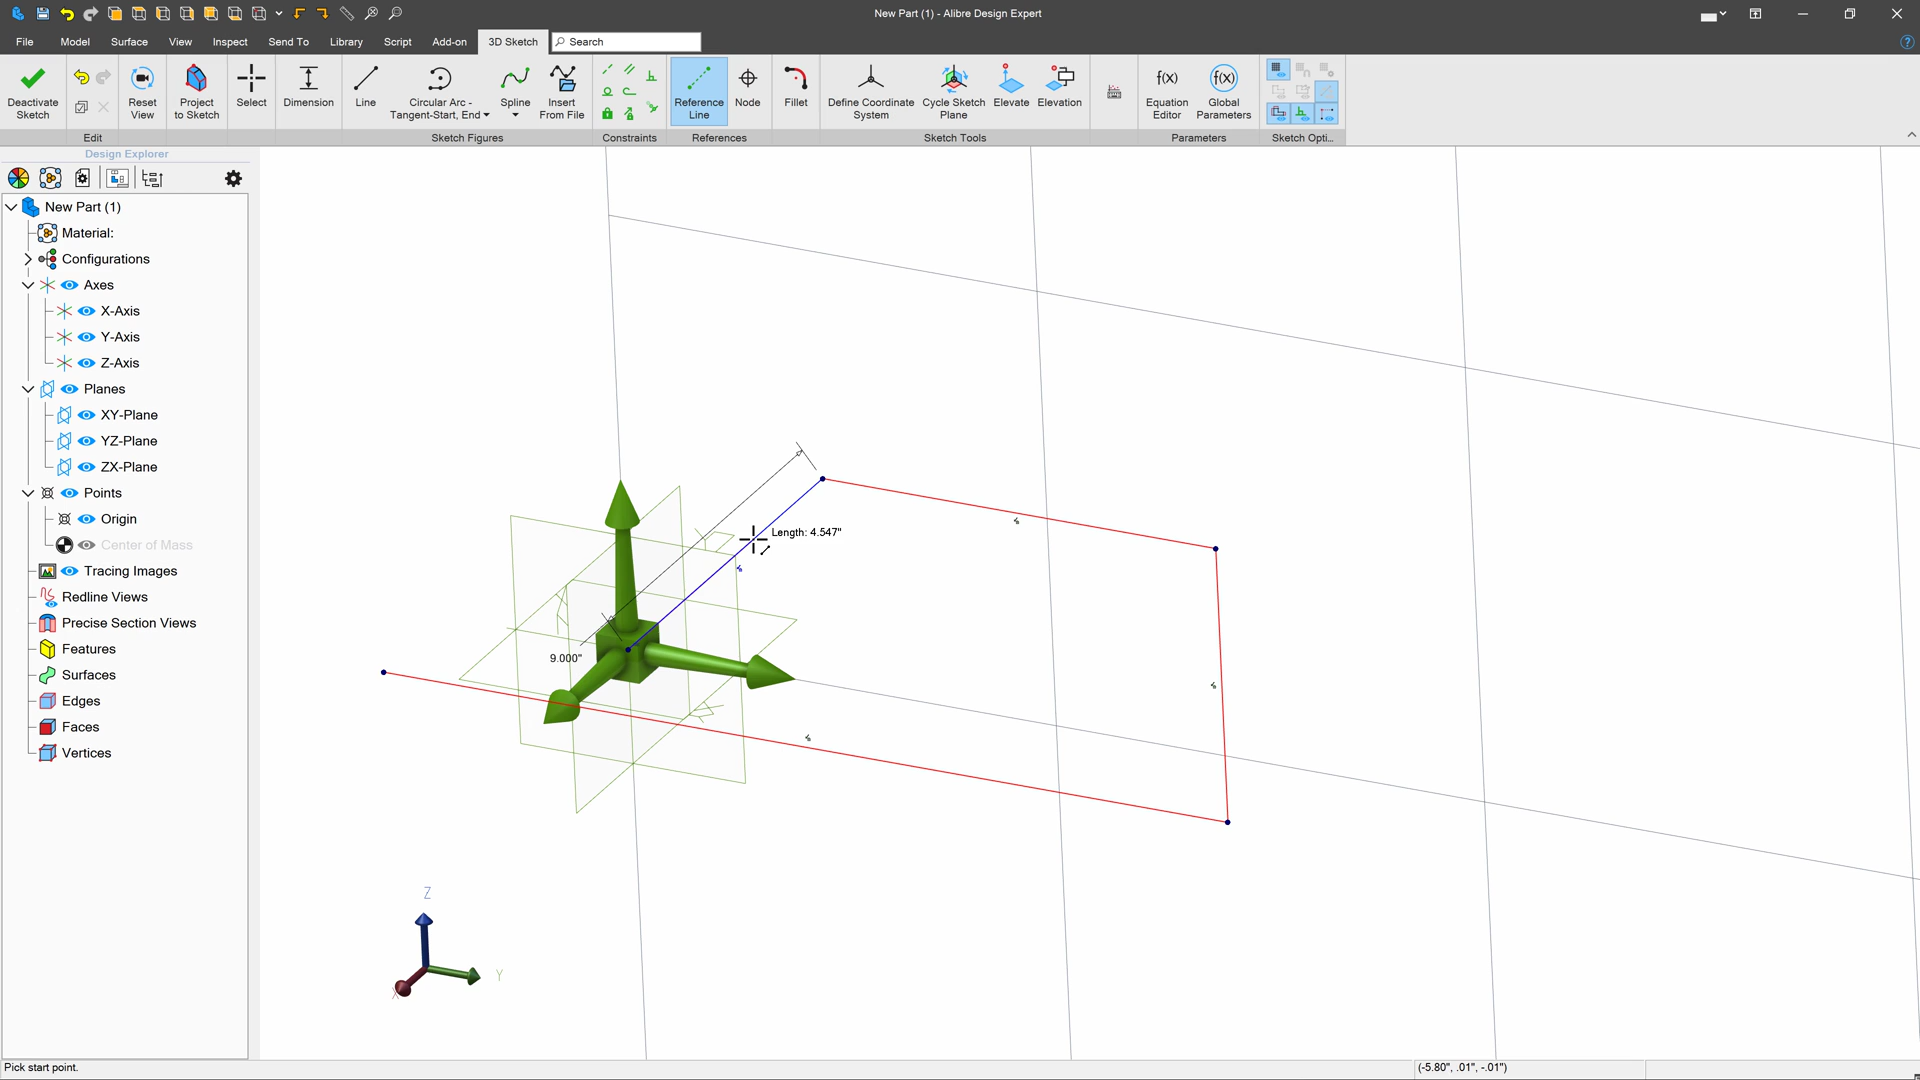 New Part (1) - Alibre Design Expert
File Model Surface View Inspect Send To Library Script Add-on 3D Sketch Search
Deactivate Sketch
Reset View
Project to Sketch
Select
Dimension
Line
Circular Arc - Tangent-Start, End
Spline
Insert From File
Reference Line
Node
Fillet
Define Coordinate System
Cycle Sketch Plane
Elevate
Elevation
f(x)
Equation Editor
f(x)
Global Parameters
Edit Sketch Figures Constraints References Sketch Tools Parameters Sketch Opti...
Design Explorer
New Part (1)
Material:
Configurations
Axes
X-Axis
Y-Axis
Z-Axis
Planes
XY-Plane
YZ-Plane
ZX-Plane
Points
Origin
Center of Mass
Tracing Images
Redline Views
Precise Section Views
Features
Surfaces
Edges
Faces
Vertices
Length: 4.547"
9.000"
Z
Y
X
Pick start point.
(-5.80", .01", -.01")